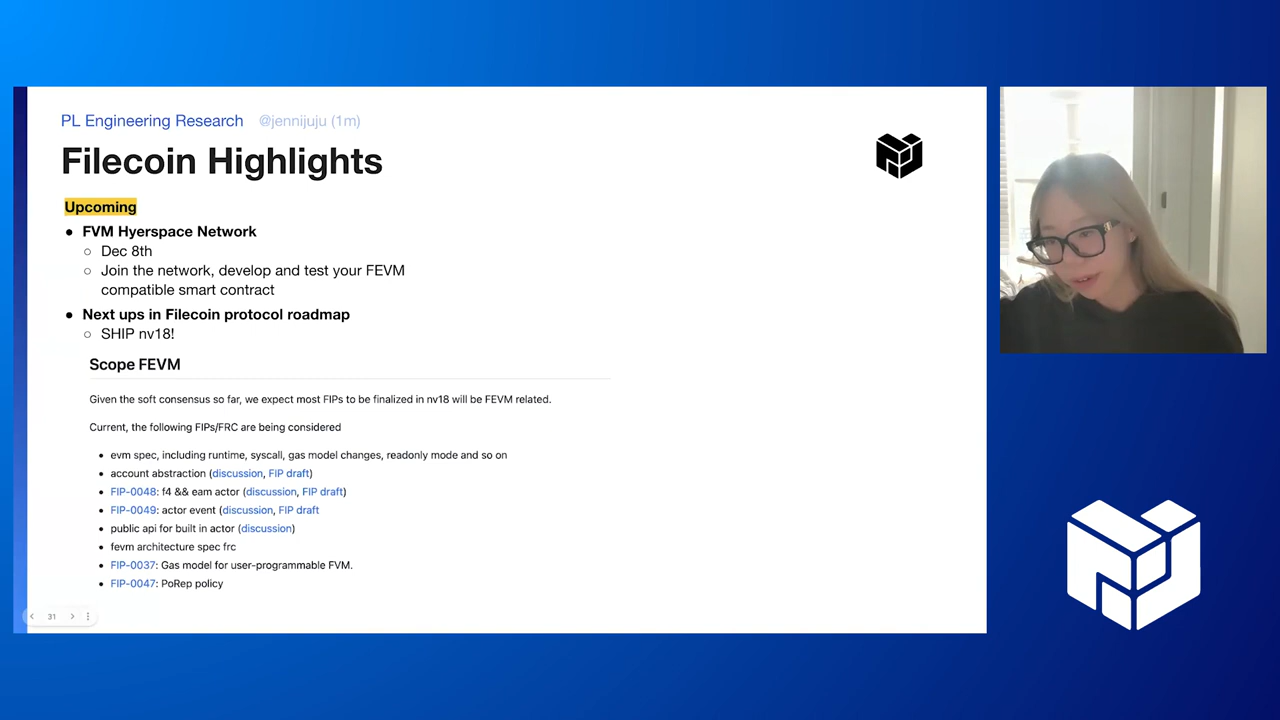 PL Engineering Research @jennijuju (1m)
Filecoin Highlights
Upcoming
● FVM Hyerspace Network
○ Dec 8th
○ Join the network, develop and test your FEVM
compatible smart contract
● Next ups in Filecoin protocol roadmap
○ SHIP nv18!
Scope FEVM
Given the soft consensus so far, we expect most FIPs to be finalized in nv18 will be FEVM related.
Current, the following FIPs/FRC are being considered
• evm spec, including runtime, syscall, gas model changes, readonly mode and so on
• account abstraction (discussion, FIP draft)
• FIP-0048: f4 && eam actor (discussion, FIP draft)
• FIP-0049: actor event (discussion, FIP draft
• public api for built in actor (discussion)
• fevm architecture spec frc
• FIP-0037: Gas model for user-programmable FVM.
• FIP-0047: PoRep policy
31